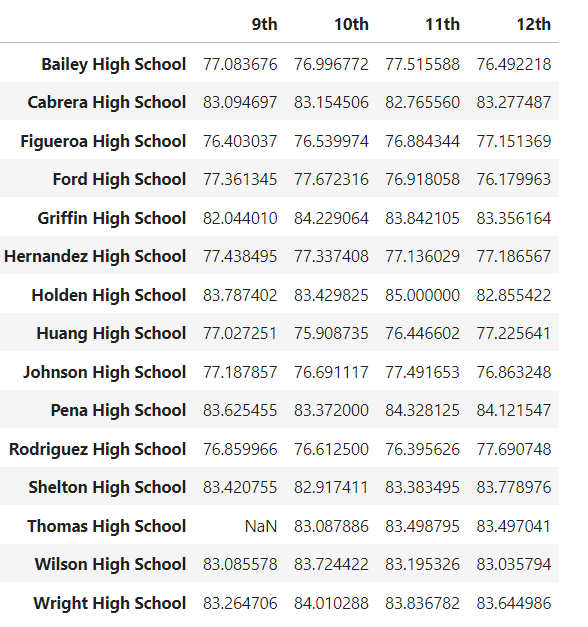 9th 10th 11th 12th
Bailey High School 77.083676 76.996772 77.515588 76.492218
Cabrera High School 83.094697 83.154506 82.765560 83.277487
Figueroa High School 76.403037 76.539974 76.884344 77.151369
Ford High School 77.361345 77.672316 76.918058 76.179963
Griffin High School 82.044010 84.229064 83.842105 83.356164
Hernandez High School 77.438495 77.337408 77.136029 77.186567
Holden High School 83.787402 83.429825 85.000000 82.855422
Huang High School 77.027251 75.908735 76.446602 77.225641
Johnson High School 77.187857 76.691117 77.491653 76.863248
Pena High School 83.625455 83.372000 84.328125 84.121547
Rodriguez High School 76.859966 76.612500 76.395626 77.690748
Shelton High School 83.420755 82.917411 83.383495 83.778976
Thomas High School NaN 83.087886 83.498795 83.497041
Wilson High School 83.085578 83.724422 83.195326 83.035794
Wright High School 83.264706 84.010288 83.836782 83.644986